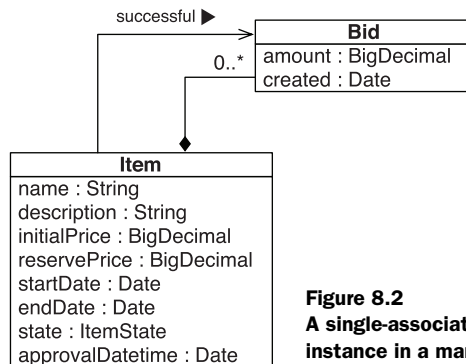 successful ▶
Bid
amount : BigDecimal
0..*
created : Date
Item
name : String
description : String
initialPrice : BigDecimal
reservePrice : BigDecimal
startDate : Date
endDate : Date
state : ItemState
approvalDatetime : Date
Figure 8.2
A single-associat
instance in a mar